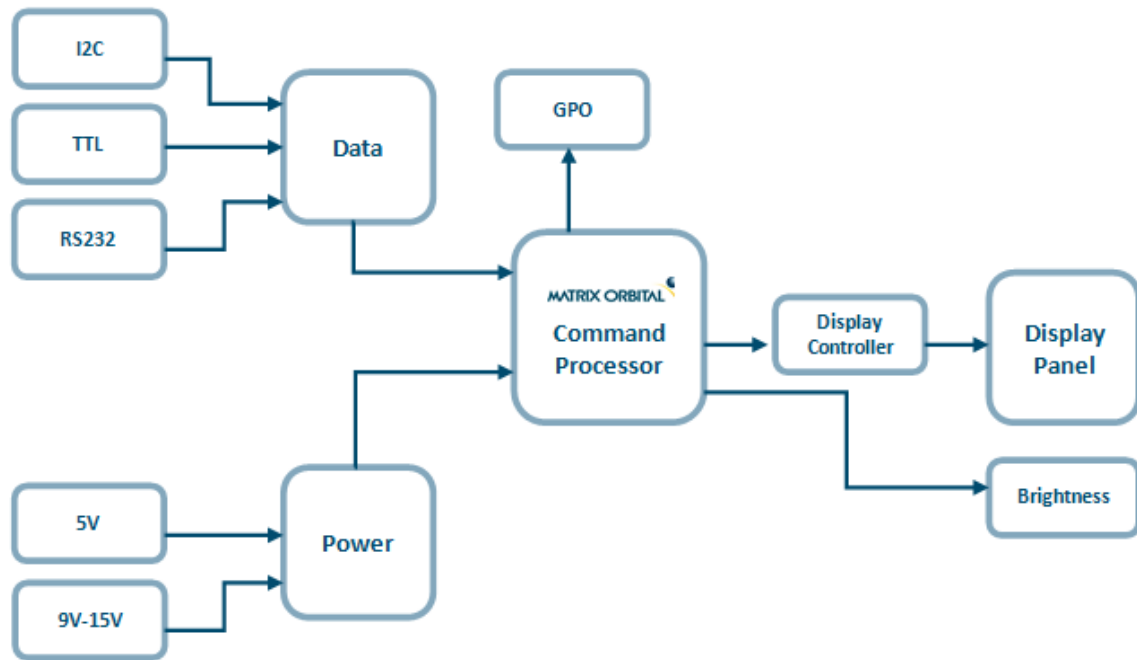 I2C
TTL
RS232
Data
GPO
MATRIX ORBITAL
Command
Processor
Display
Controller
Display
Panel
Brightness
5V
9V-15V
Power